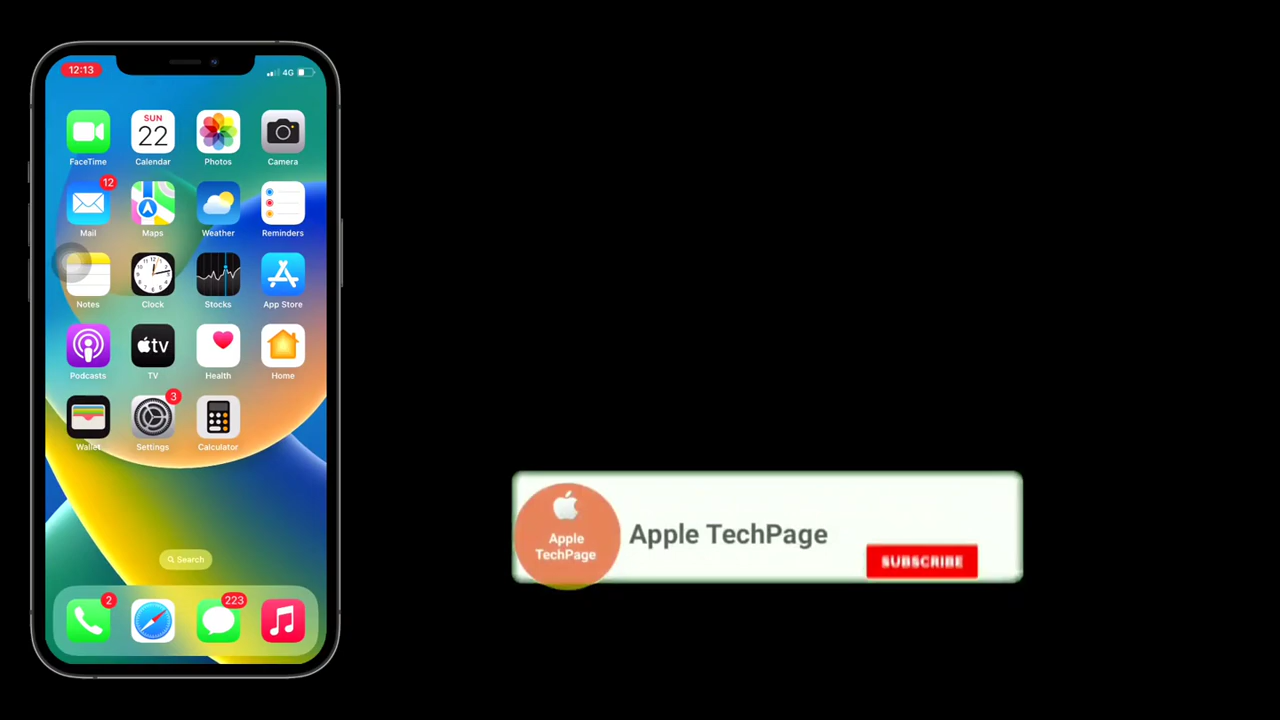 12:13
4G
SUN
22
FaceTime
Calendar
Photos
Camera
12
Mail
Maps
Weather
Reminders
Notes
Clock
Stocks
App Store
tv
Podcasts
TV
Health
Home
3
Wallet
Settings
Calculator
Search
2
223
Apple
TechPage
Apple TechPage
SUBSCRIBE